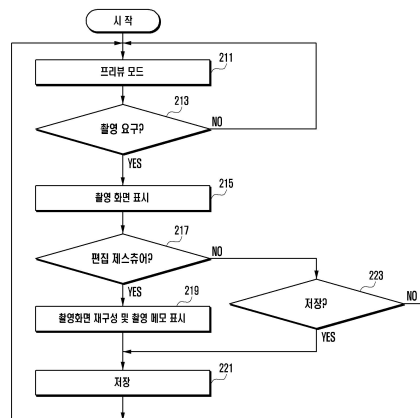 시 작
프리뷰 모드
211
촬영 요구?
213
NO
YES
촬영 화면 표시
215
편집 제스츄어?
217
NO
YES
촬영화면 재구성 및 촬영 메모 표시
219
저장?
223
NO
YES
저장
221